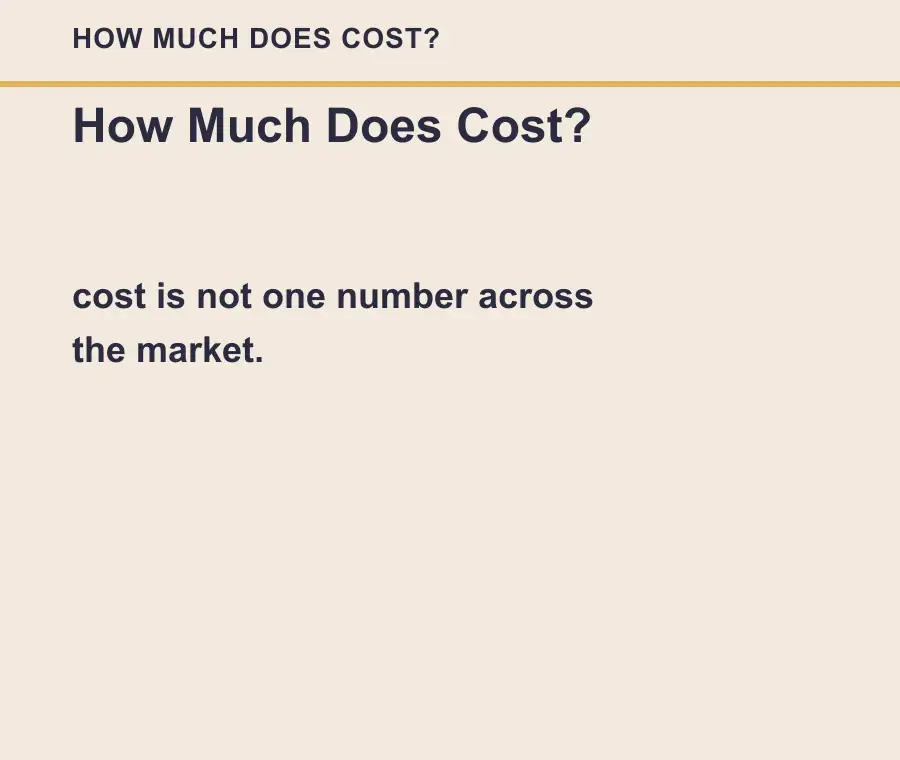 HOW MUCH DOES COST?
How Much Does Cost?
cost is not one number across
the market.